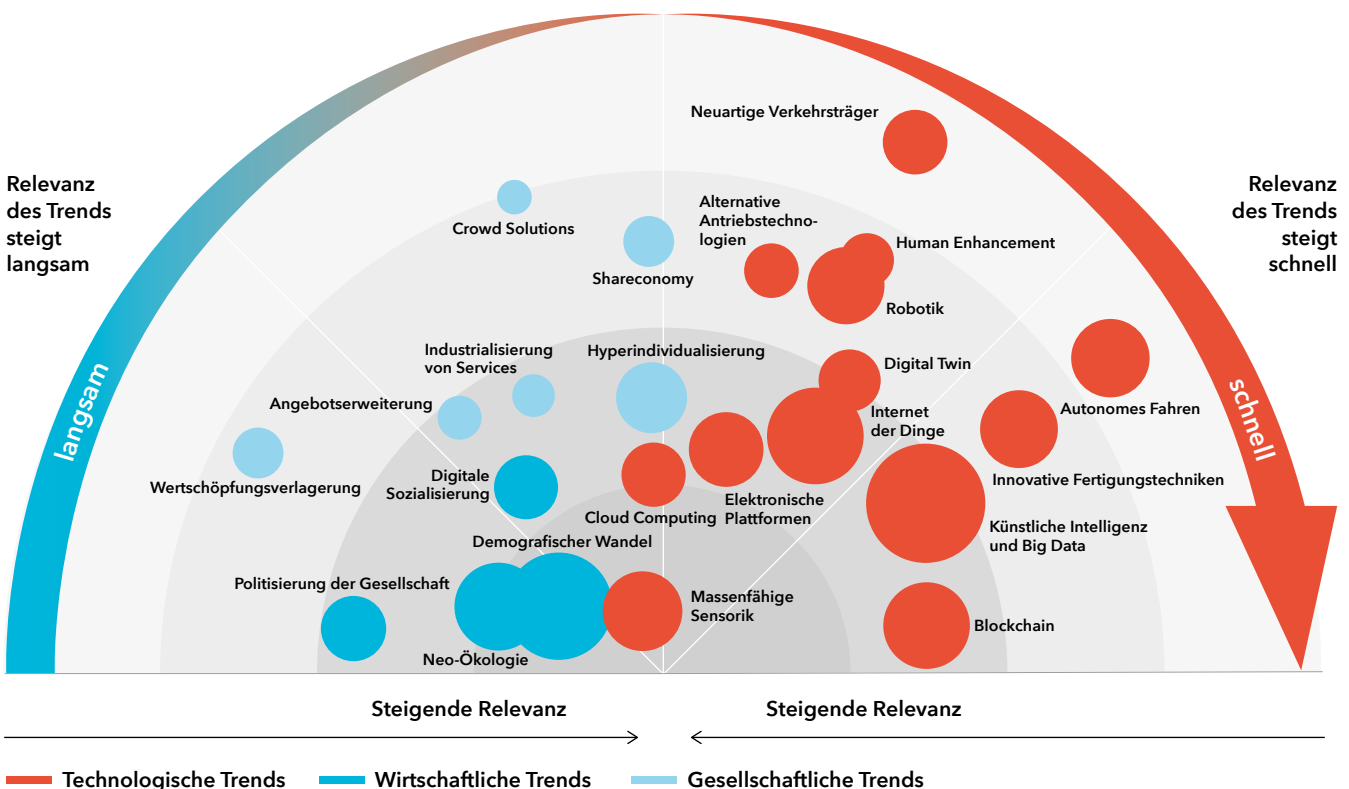 Neuartige Verkehrsträger
Relevanz
des Trends
steigt
langsam
Relevanz
des Trends
steigt
schnell
Crowd Solutions
Shareconomy
Alternative
Antriebstechno-
logien
Human Enhancement
Robotik
Industrialisierung
von Services
Hyperindividualisierung
Digital Twin
Angebotserweiterung
Internet
der Dinge
Autonomes Fahren
langsam
schnell
Wertschöpfungsverlagerung
Digitale
Sozialisierung
Innovative Fertigungstechniken
Cloud Computing
Elektronische
Plattformen
Künstliche Intelligenz
und Big Data
Demografischer Wandel
Politisierung der Gesellschaft
Massenfähige
Sensorik
Blockchain
Neo-Ökologie
Steigende Relevanz
Steigende Relevanz
Technologische Trends
Wirtschaftliche Trends
Gesellschaftliche Trends